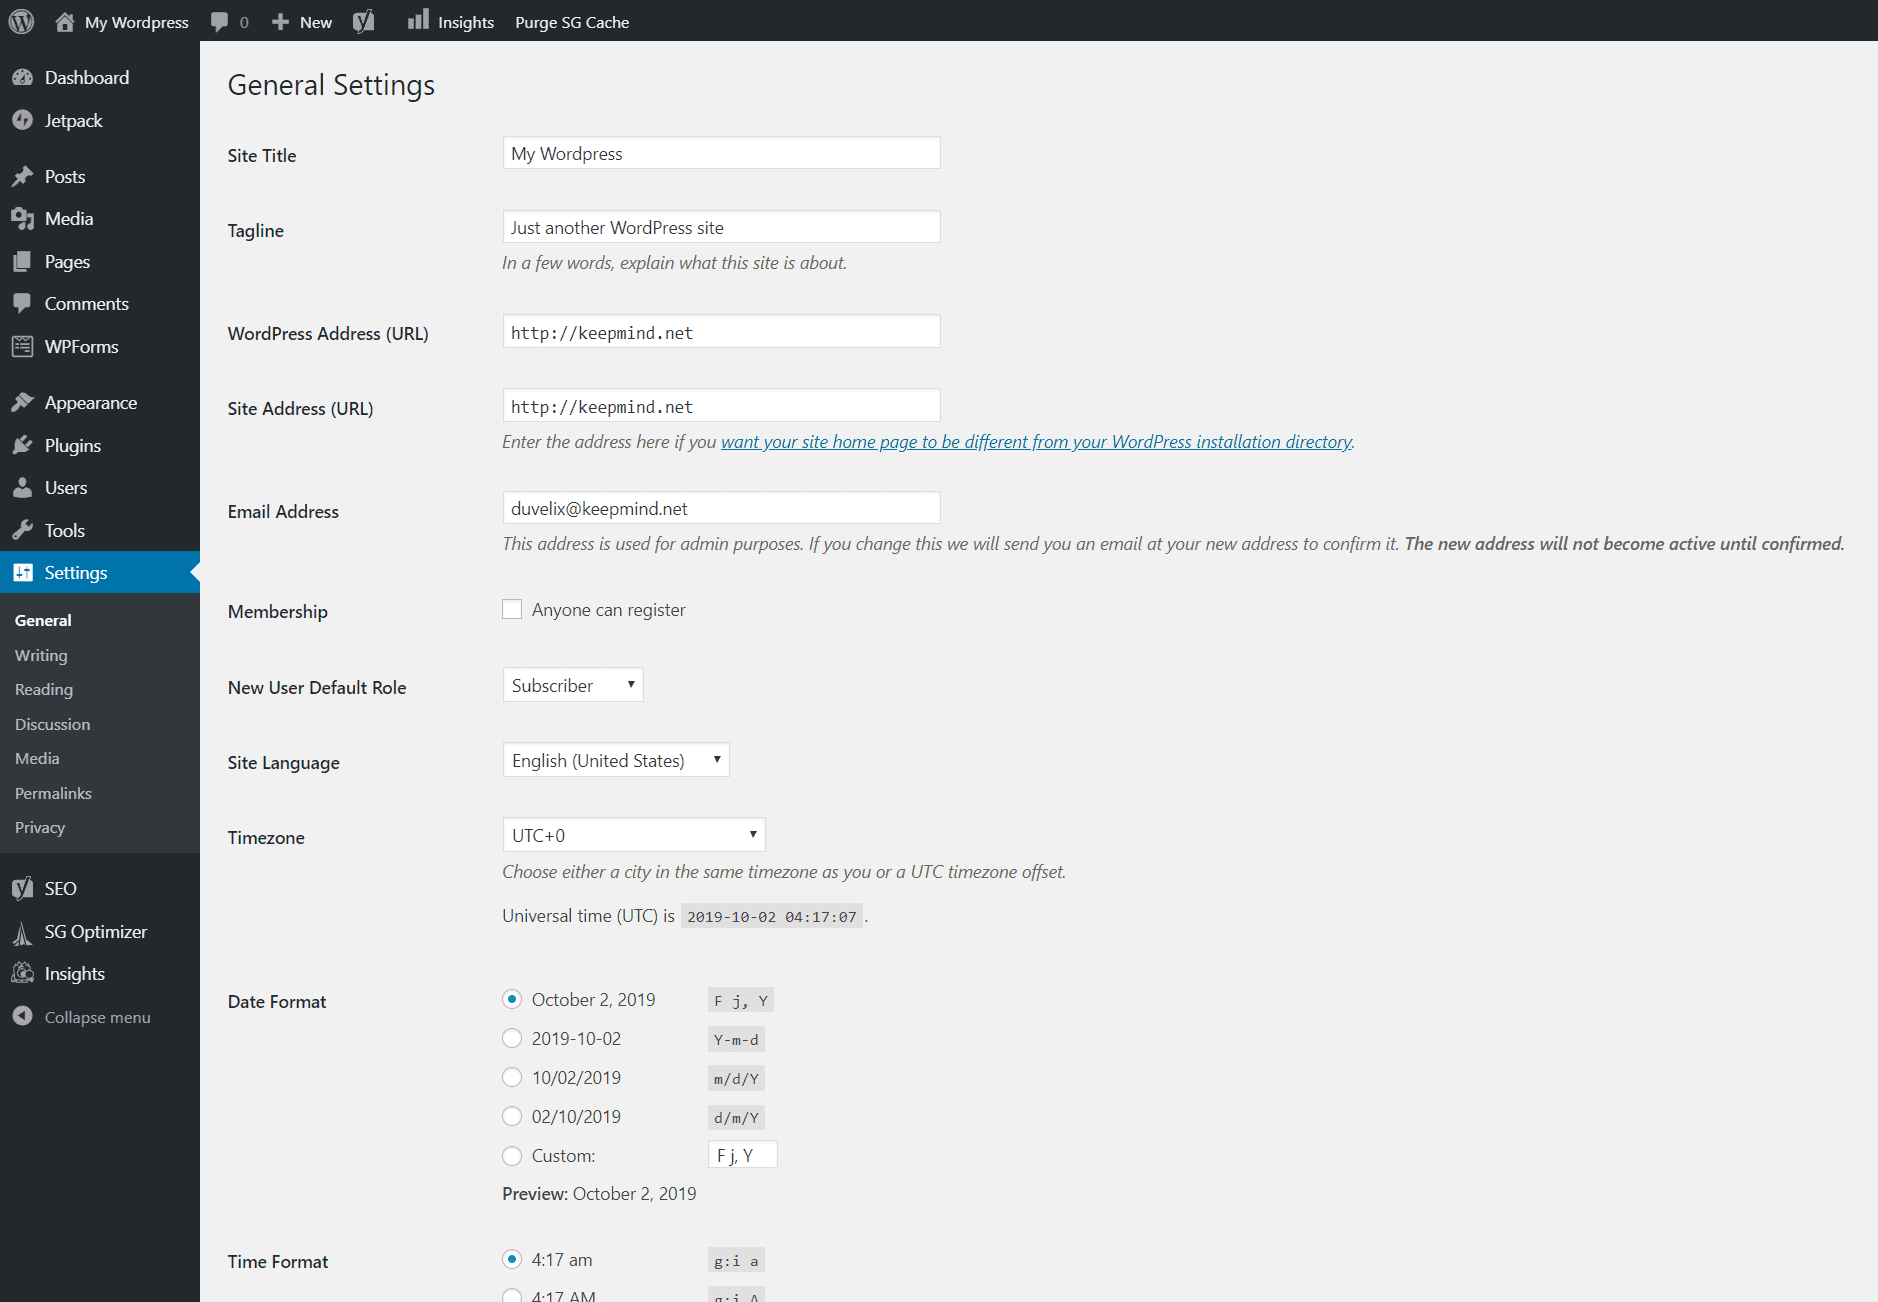 My Wordpress 0 New Insights Purge SG Cache
Dashboard
Jetpack
Posts
Media
Pages
Comments
WPForms
Appearance
Plugins
Users
Tools
Settings
General
Writing
Reading
Discussion
Media
Permalinks
Privacy
SEO
SG Optimizer
Insights
Collapse menu
General Settings
Site Title
My Wordpress
Tagline
Just another WordPress site
In a few words, explain what this site is about.
WordPress Address (URL)
http://keepmind.net
Site Address (URL)
http://keepmind.net
Enter the address here if you want your site home page to be different from your WordPress installation directory.
Email Address
duvelix@keepmind.net
This address is used for admin purposes. If you change this we will send you an email at your new address to confirm it. The new address will not become active until confirmed.
Membership
Anyone can register
New User Default Role
Subscriber
Site Language
English (United States)
Timezone
UTC+0
Choose either a city in the same timezone as you or a UTC timezone offset.
Universal time (UTC) is 2019-10-02 04:17:07 .
Date Format
October 2, 2019 F j, Y
2019-10-02 Y-m-d
10/02/2019 m/d/Y
02/10/2019 d/m/Y
Custom: F j, Y
Preview: October 2, 2019
Time Format
4:17 am g:i a
4:17 AM g:i A